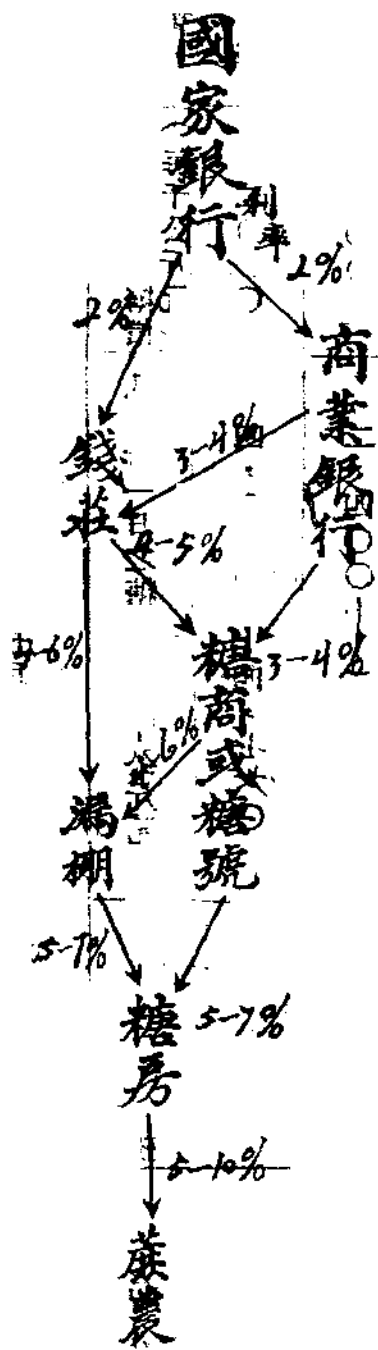 國家銀行
利率
2%
2%
商業銀行
3-4%
錢莊
4-5%
3-4%
糖商或糖號
4-6%
6%
漏棚
5-7%
5-7%
糖房
5-10%
蔗農